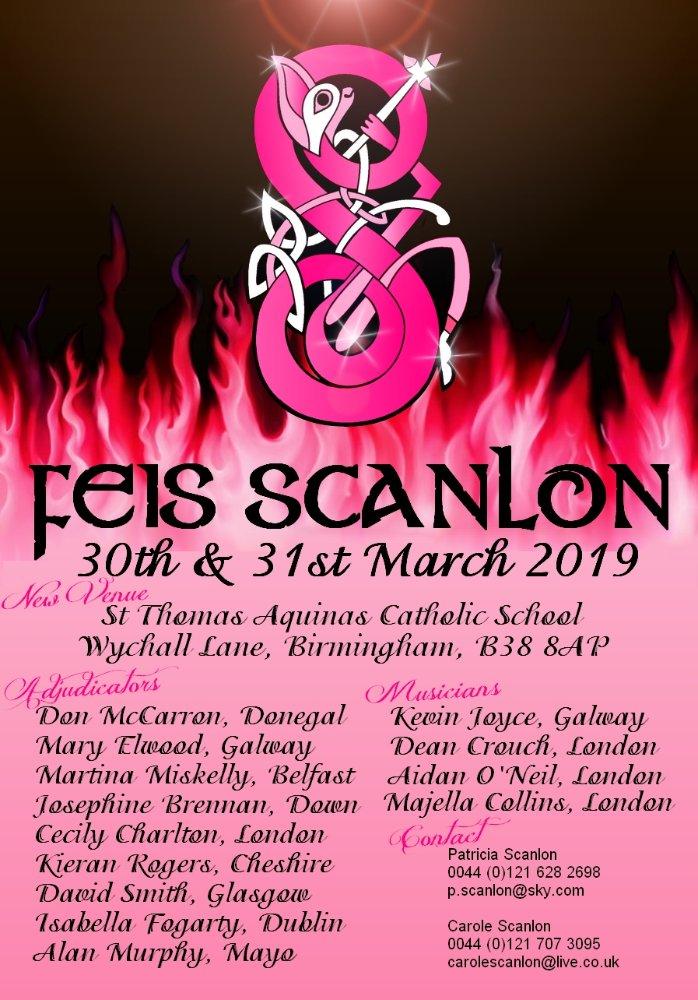 FEIS SCANLON
30th & 31st March 2019
New Venue
St Thomas Aquinas Catholic School
Wychall Lane, Birmingham, B38 8AP
Adjudicators
Don McCarron, Donegal
Mary Elwood, Galway
Martina Miskelly, Belfast
Josephine Brennan, Down
Cecily Charlton, London
Kieran Rogers, Cheshire
David Smith, Glasgow
Isabella Fogarty, Dublin
Alan Murphy, Mayo
Musicians
Kevin Joyce, Galway
Dean Crouch, London
Aidan O'Neil, London
Majella Collins, London
Contact
Patricia Scanlon
0044 (0)121 628 2698
p.scanlon@sky.com
Carole Scanlon
0044 (0)121 707 3095
carolescanlon@live.co.uk